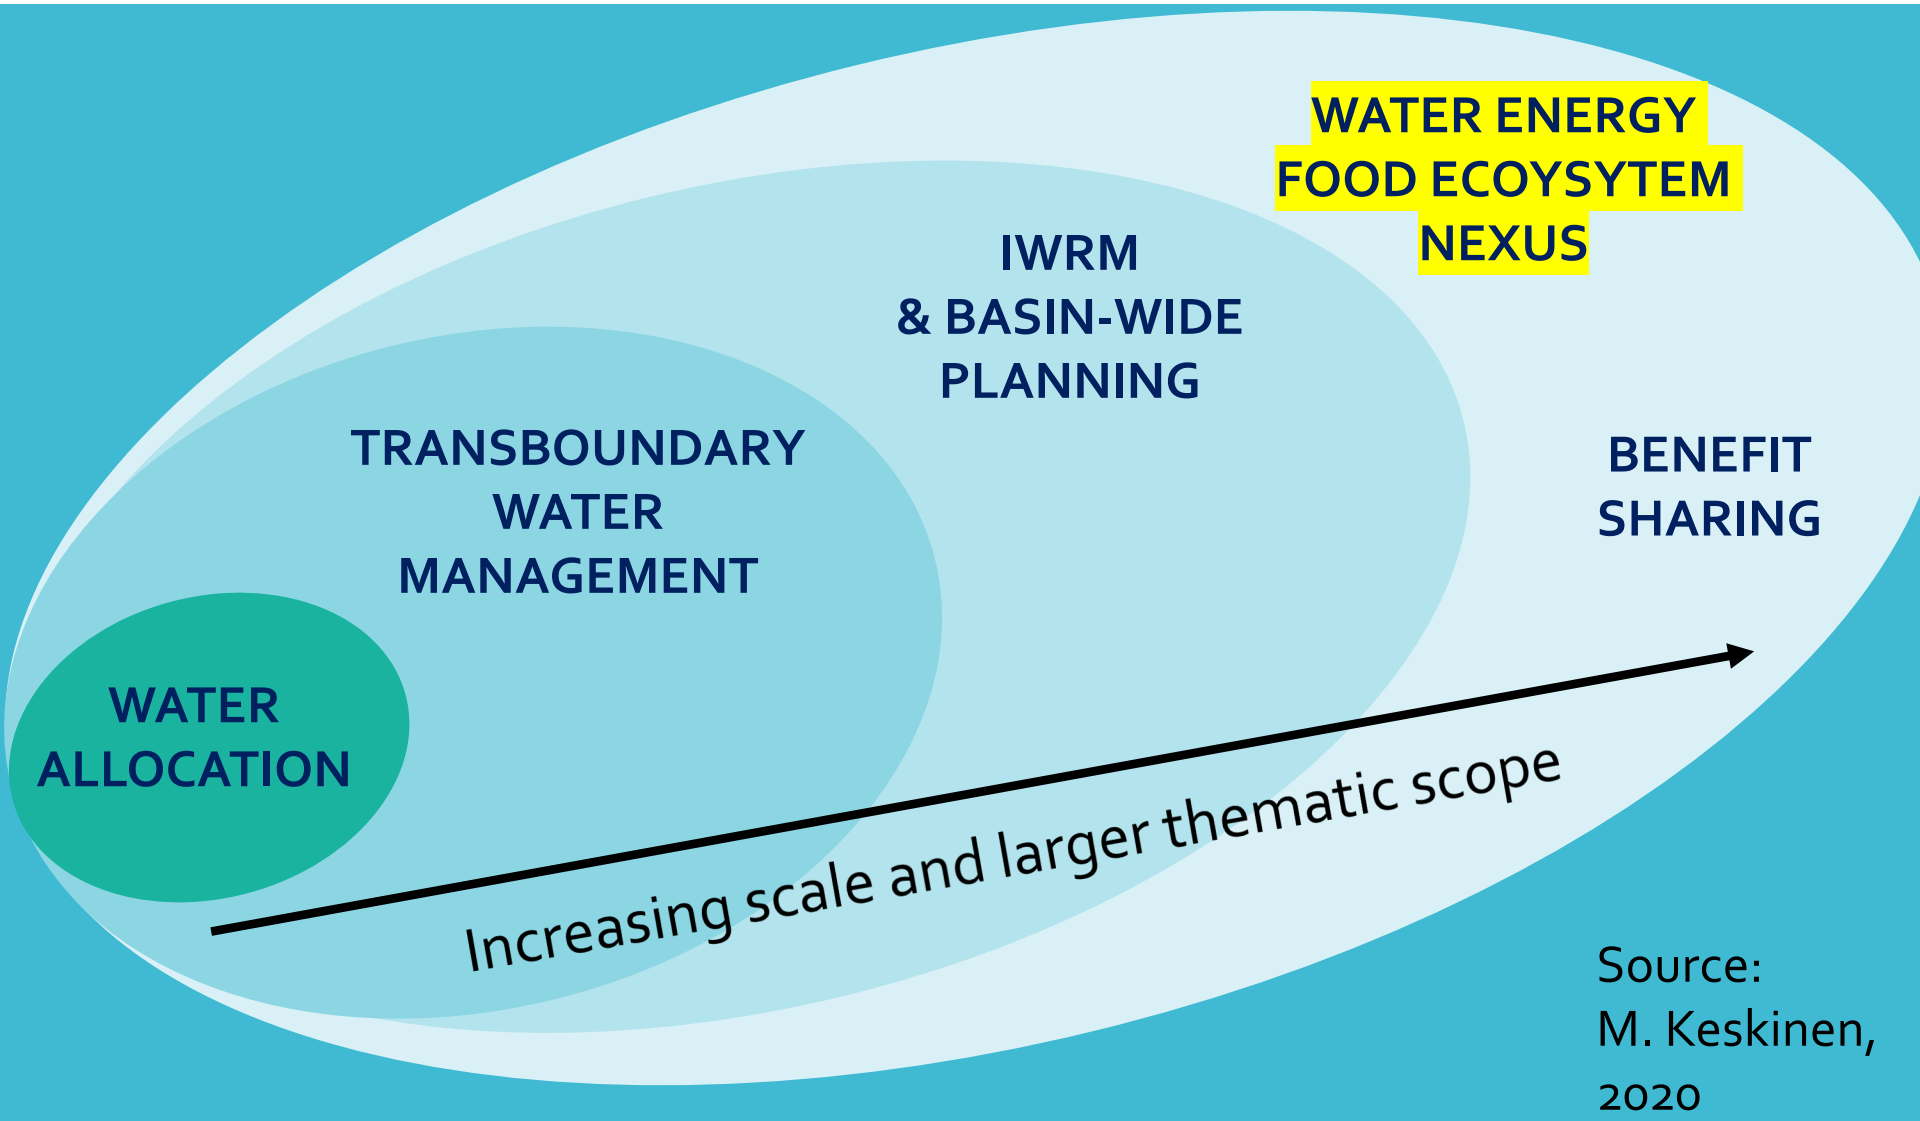 WATER ENERGY
FOOD ECOYSYTEM
NEXUS
IWRM
& BASIN-WIDE
PLANNING
TRANSBOUNDARY
WATER
MANAGEMENT
BENEFIT
SHARING
WATER
ALLOCATION
Increasing scale and larger thematic scope
Source:
M. Keskinen,
2020